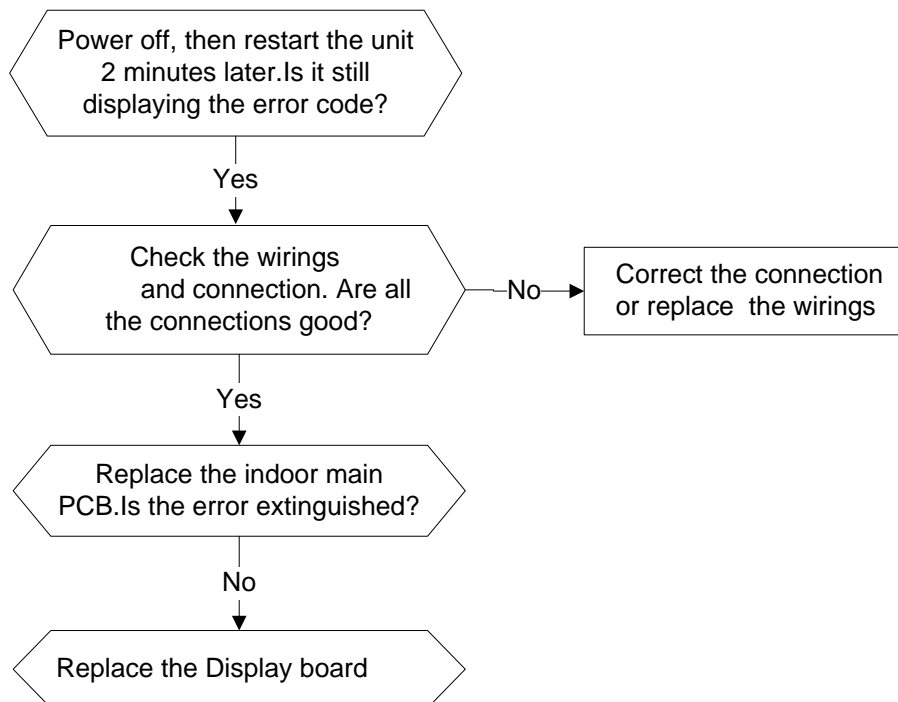 Power off, then restart the unit
2 minutes later.Is it still
displaying the error code?
Yes
Check the wirings
and connection. Are all
the connections good?
No
Correct the connection
or replace the wirings
Yes
Replace the indoor main
PCB.Is the error extinguished?
No
Replace the Display board